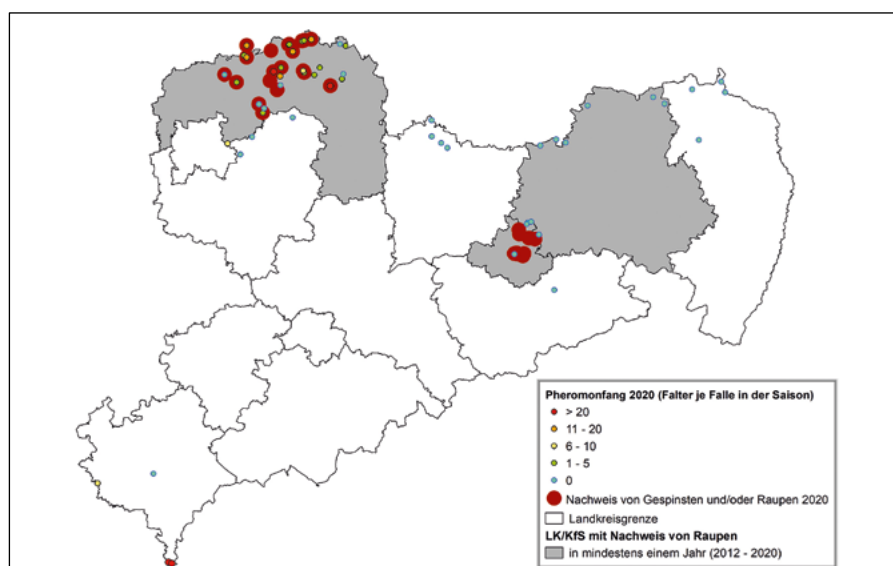 Pheromonfang 2020 (Falter je Falle in der Saison)
> 20
11 - 20
6 - 10
1 - 5
0
Nachweis von Gespinsten und/oder Raupen 2020
Landkreisgrenze
LK/KfS mit Nachweis von Raupen
in mindestens einem Jahr (2012 - 2020)